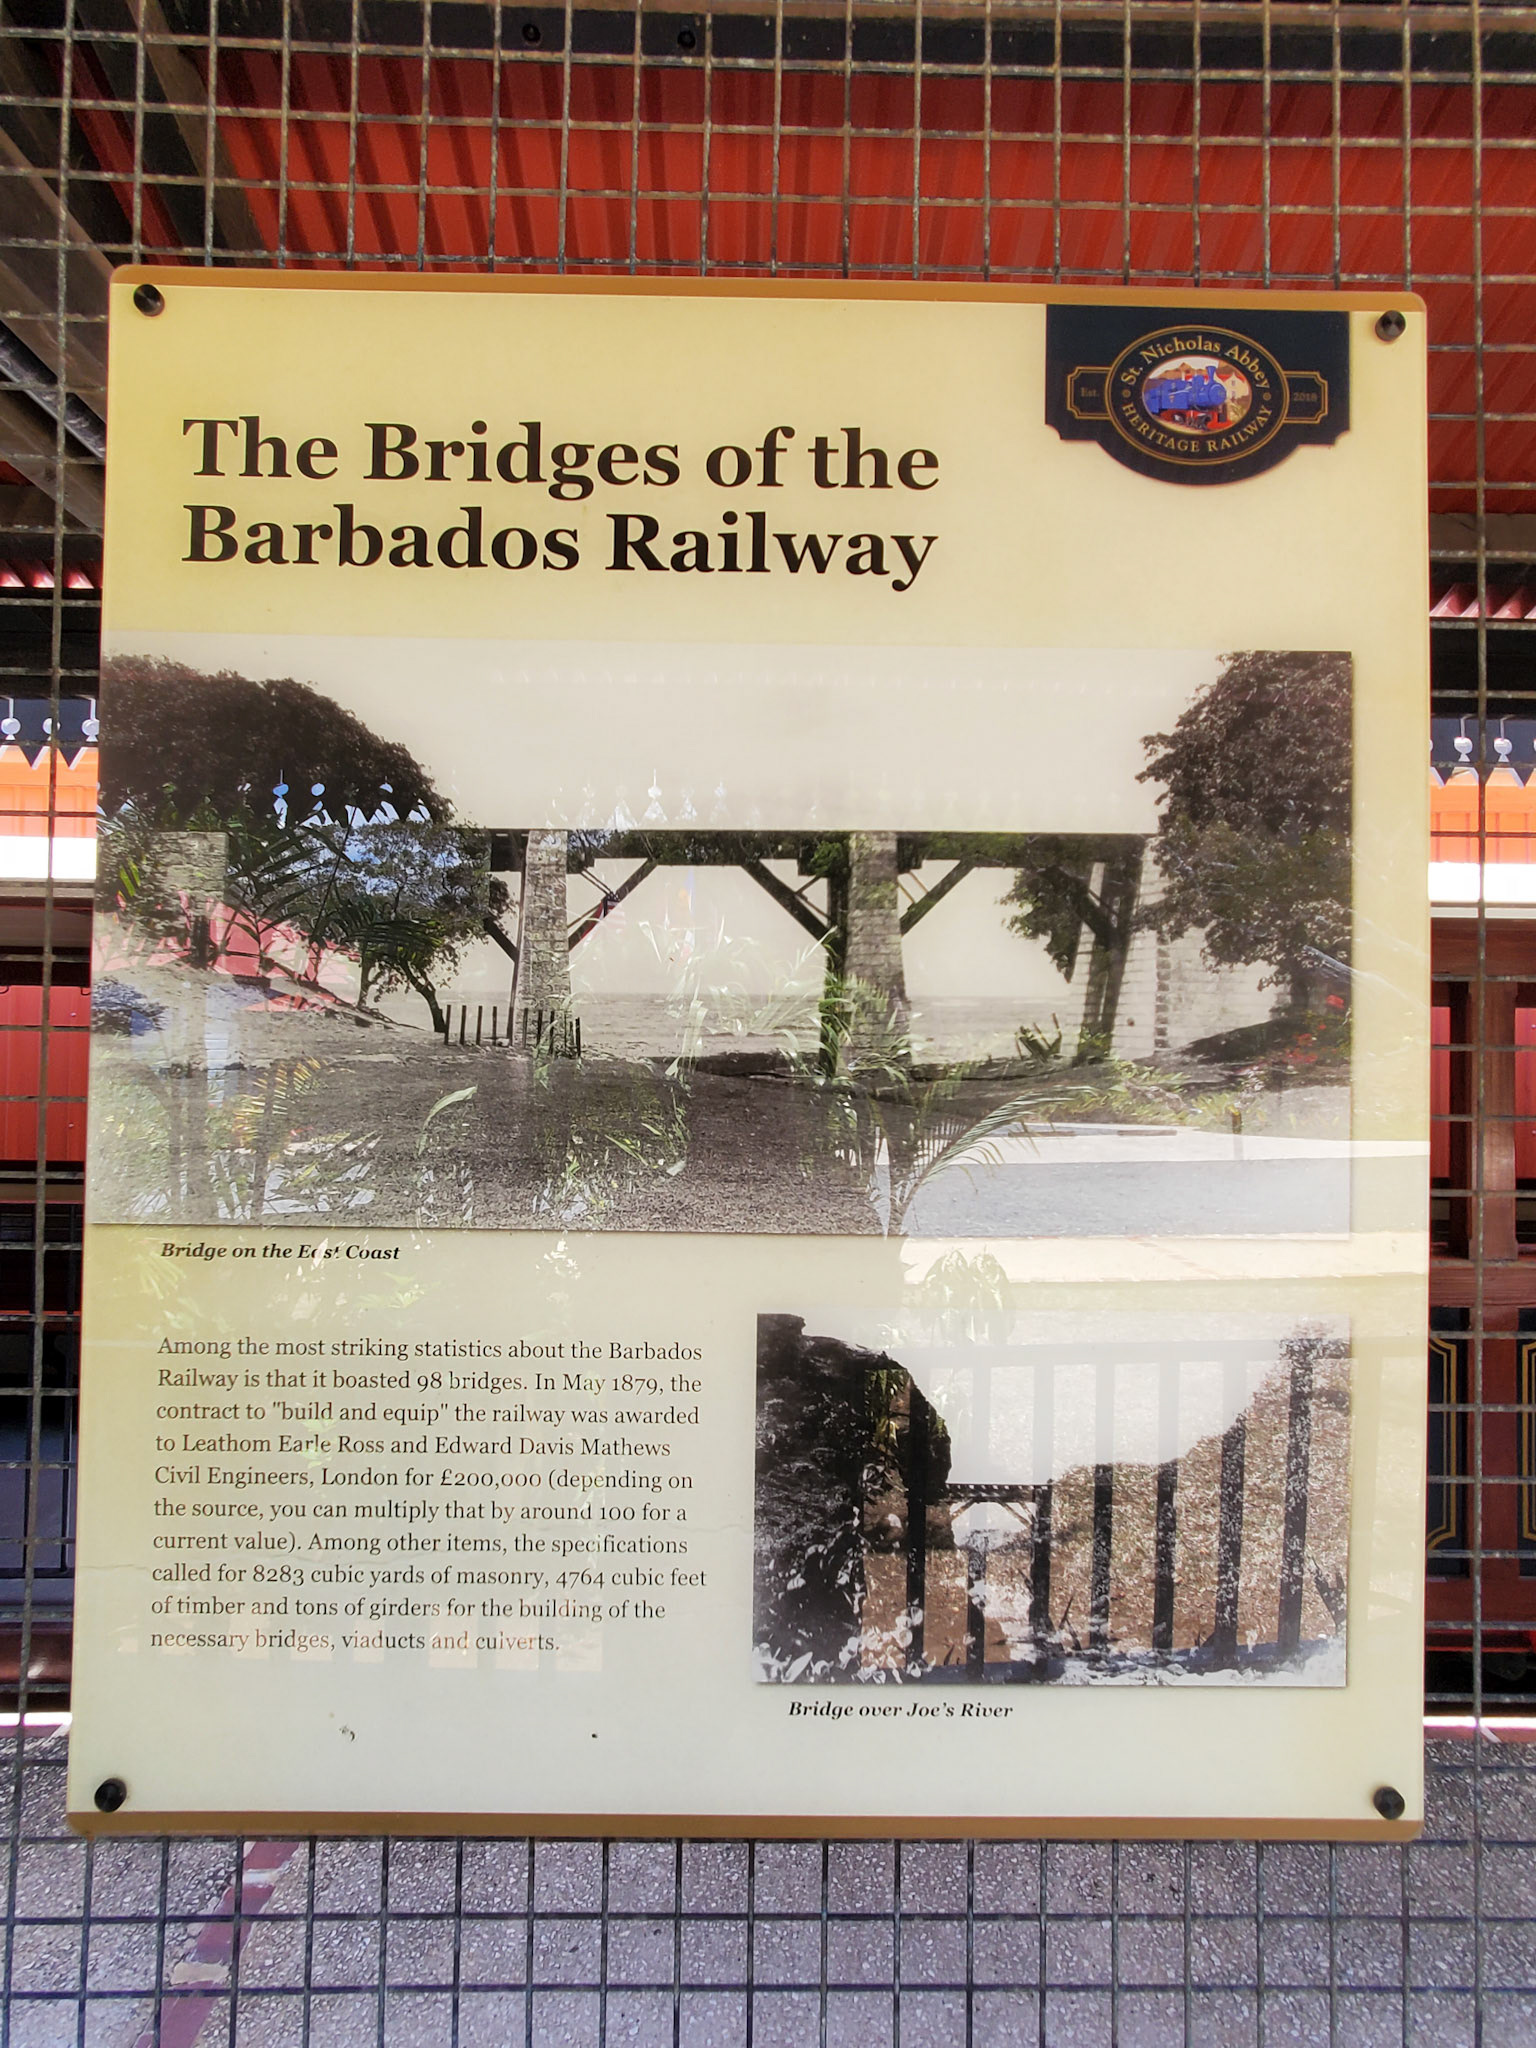 St. Nicholas Abbey
Est. 2018
HERITAGE RAILWAY
The Bridges of the
Barbados Railway
Bridge on the East Coast
Among the most striking statistics about the Barbados
Railway is that it boasted 98 bridges. In May 1879, the
contract to "build and equip" the railway was awarded
to Leathom Earle Ross and Edward Davis Mathews
Civil Engineers, London for £200,000 (depending on
the source, you can multiply that by around 100 for a
current value). Among other items, the specifications
called for 8283 cubic yards of masonry, 4764 cubic feet
of timber and tons of girders for the building of the
necessary bridges, viaducts and culverts.
Bridge over Joe's River